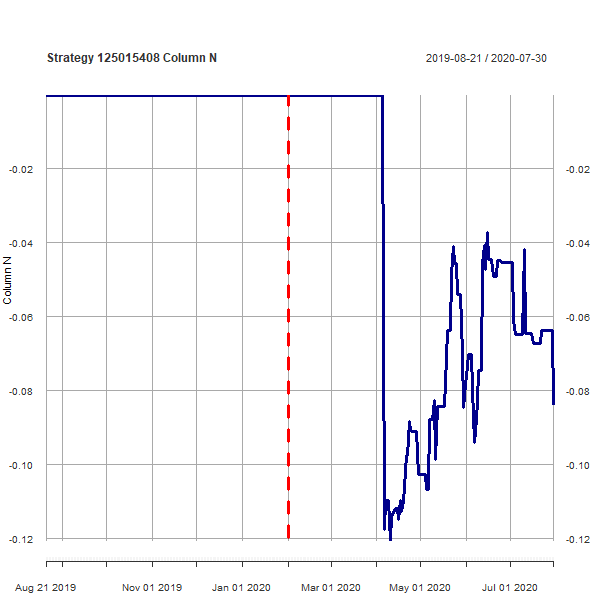 Strategy 125015408 Column N
2019-08-21 / 2020-07-30
-0.02 -0.02
-0.04 -0.04
Column N
-0.06 -0.06
-0.08 -0.08
-0.10 -0.10
-0.12 -0.12
Aug 21 2019 Nov 01 2019 Jan 01 2020 Mar 01 2020 May 01 2020 Jul 01 2020